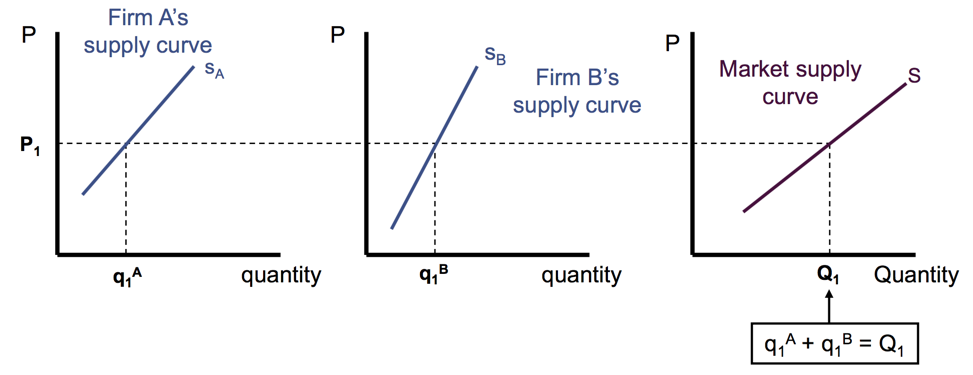 P
Firm A's
supply curve
sA
P1
q1A
quantity
P
sB
Firm B's
supply curve
q1B
quantity
P
Market supply
curve
S
Q1
Quantity
q1A + q1B = Q1